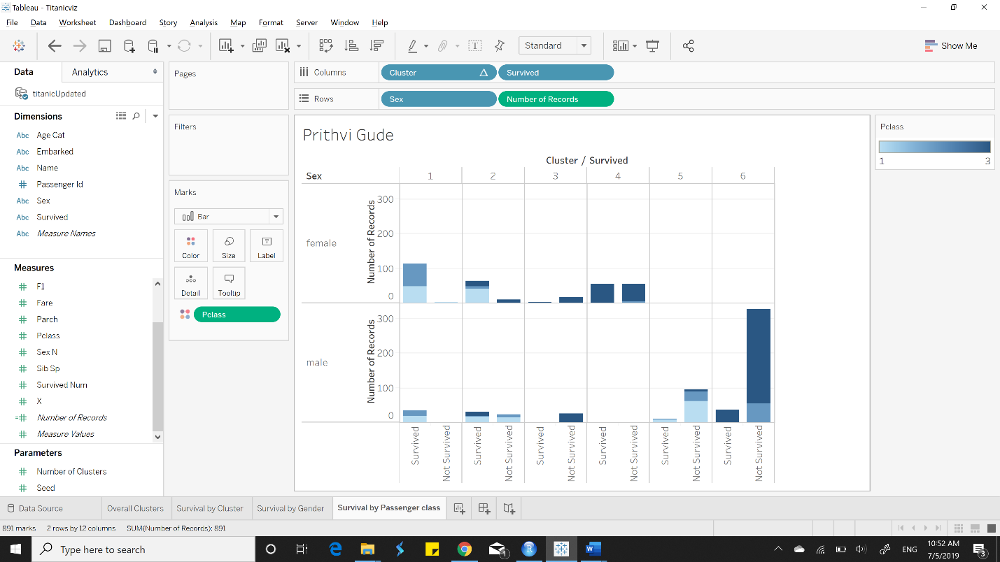 Tableau - Titanicviz
File Data Worksheet Dashboard Story Analysis Map Format Server Window Help
Standard
Show Me
Data Analytics
titanicUpdated
Dimensions
Abc Age Cat
Abc Embarked
Abc Name
# Passenger Id
Abc Sex
Abc Survived
Abc Measure Names
Measures
# F1
# Fare
# Parch
# Pclass
# Sex N
# Sib Sp
# Survived Num
# X
=# Number of Records
# Measure Values
Parameters
# Number of Clusters
# Seed
Pages
Filters
Marks
Bar
Color Size Label
Detail Tooltip
Pclass
Columns Cluster Δ Survived
Rows Sex Number of Records
Prithvi Gude
Cluster / Survived
Sex 1 2 3 4 5 6
female
Number of Records
300
200
100
0
male
Number of Records
300
200
100
0
Survived Not Survived Survived Not Survived Survived Not Survived Survived Not Survived Survived Not Survived Survived Not Survived
Pclass
1 3
Data Source Overall Clusters Survival by Cluster Survival by Gender Survival by Passenger class
891 marks 2 rows by 12 columns SUM(Number of Records): 891
Type here to search
1
R
W
ENG
10:52 AM
7/5/2019
3